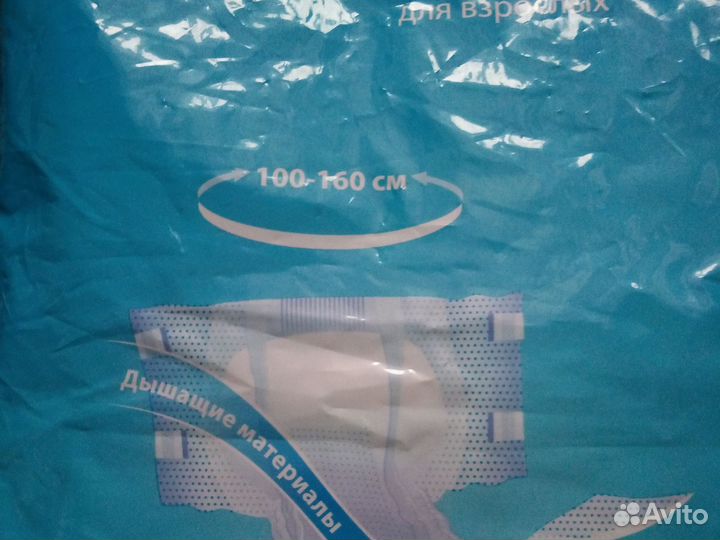 для взрослых
100-160 см
Дышащие материалы
Avito